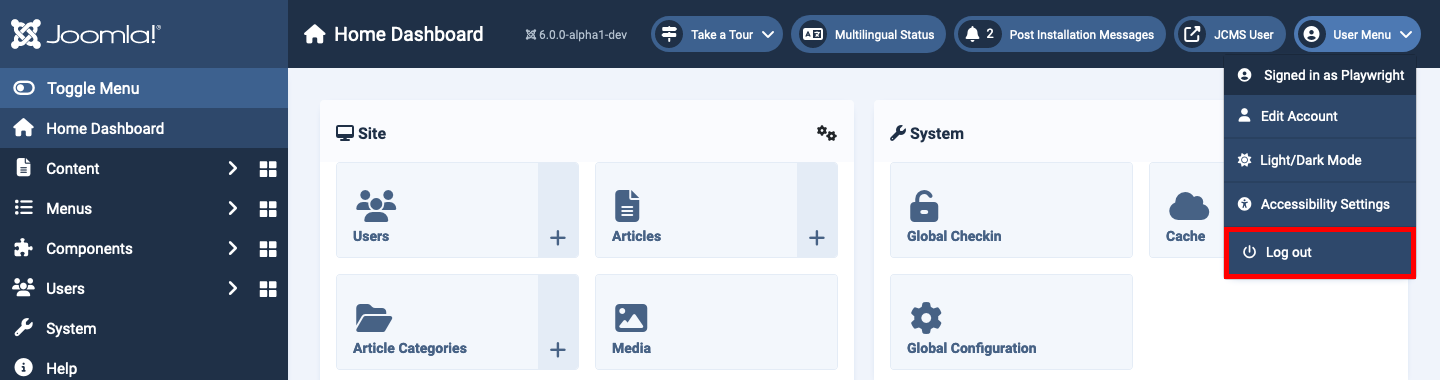 Joomla!®
Home Dashboard
6.0.0-alpha1-dev
Take a Tour
Multilingual Status
2 Post Installation Messages
JCMS User
User Menu
Toggle Menu
Home Dashboard
Content
Menus
Components
Users
System
Help
Site
Users
Articles
Article Categories
Media
System
Global Checkin
Cache
Global Configuration
Signed in as Playwright
Edit Account
Light/Dark Mode
Accessibility Settings
Log out